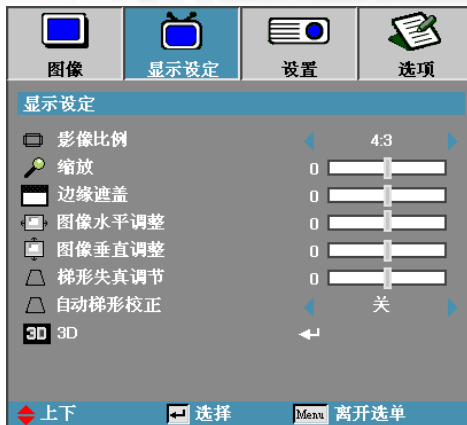 图像 显示设定 设置 选项
显示设定
影像比例 4:3
缩放 0
边缘遮盖 0
图像水平调整 0
图像垂直调整 0
梯形失真调节 0
自动梯形校正 关
3D 3D
上下 选择 Menu 离开选单